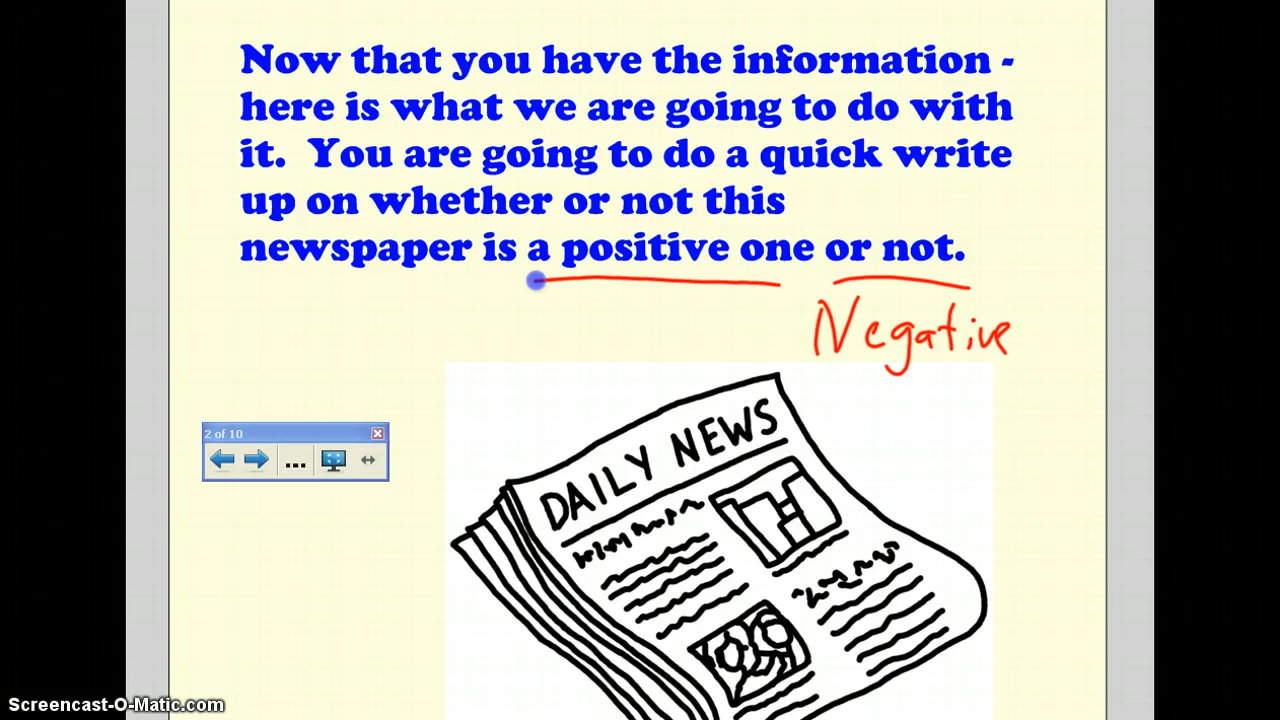 Now that you have the information -
here is what we are going to do with
it.  You are going to do a quick write
up on whether or not this
newspaper is a positive one or not.
Negative
2 of 10
...
DAILY NEWS
Screencast-O-Matic.com